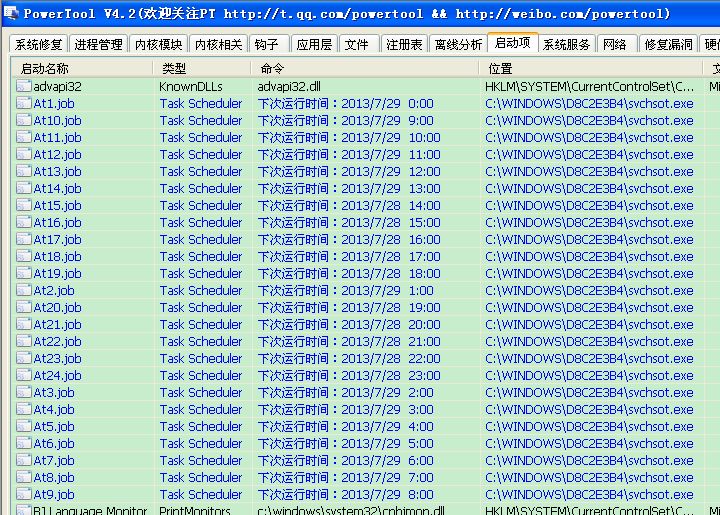 PowerTool V4.2(欢迎关注PT http://t.qq.com/powertool && http://weibo.com/powertool)
系统修复 进程管理 内核模块 内核相关 钩子 应用层 文件 注册表 离线分析 启动项 系统服务 网络 修复漏洞
启动名称 类型 命令 位置
advapi32 KnownDLLs advapi32.dll HKLM\SYSTEM\CurrentControlSet\C...
At1.job Task Scheduler 下次运行时间：2013/7/29 0:00 C:\WINDOWS\D8C2E3B4\svchsot.exe
At10.job Task Scheduler 下次运行时间：2013/7/29 9:00 C:\WINDOWS\D8C2E3B4\svchsot.exe
At11.job Task Scheduler 下次运行时间：2013/7/29 10:00 C:\WINDOWS\D8C2E3B4\svchsot.exe
At12.job Task Scheduler 下次运行时间：2013/7/29 11:00 C:\WINDOWS\D8C2E3B4\svchsot.exe
At13.job Task Scheduler 下次运行时间：2013/7/29 12:00 C:\WINDOWS\D8C2E3B4\svchsot.exe
At14.job Task Scheduler 下次运行时间：2013/7/29 13:00 C:\WINDOWS\D8C2E3B4\svchsot.exe
At15.job Task Scheduler 下次运行时间：2013/7/28 14:00 C:\WINDOWS\D8C2E3B4\svchsot.exe
At16.job Task Scheduler 下次运行时间：2013/7/28 15:00 C:\WINDOWS\D8C2E3B4\svchsot.exe
At17.job Task Scheduler 下次运行时间：2013/7/28 16:00 C:\WINDOWS\D8C2E3B4\svchsot.exe
At18.job Task Scheduler 下次运行时间：2013/7/28 17:00 C:\WINDOWS\D8C2E3B4\svchsot.exe
At19.job Task Scheduler 下次运行时间：2013/7/28 18:00 C:\WINDOWS\D8C2E3B4\svchsot.exe
At2.job Task Scheduler 下次运行时间：2013/7/29 1:00 C:\WINDOWS\D8C2E3B4\svchsot.exe
At20.job Task Scheduler 下次运行时间：2013/7/28 19:00 C:\WINDOWS\D8C2E3B4\svchsot.exe
At21.job Task Scheduler 下次运行时间：2013/7/28 20:00 C:\WINDOWS\D8C2E3B4\svchsot.exe
At22.job Task Scheduler 下次运行时间：2013/7/28 21:00 C:\WINDOWS\D8C2E3B4\svchsot.exe
At23.job Task Scheduler 下次运行时间：2013/7/28 22:00 C:\WINDOWS\D8C2E3B4\svchsot.exe
At24.job Task Scheduler 下次运行时间：2013/7/28 23:00 C:\WINDOWS\D8C2E3B4\svchsot.exe
At3.job Task Scheduler 下次运行时间：2013/7/29 2:00 C:\WINDOWS\D8C2E3B4\svchsot.exe
At4.job Task Scheduler 下次运行时间：2013/7/29 3:00 C:\WINDOWS\D8C2E3B4\svchsot.exe
At5.job Task Scheduler 下次运行时间：2013/7/29 4:00 C:\WINDOWS\D8C2E3B4\svchsot.exe
At6.job Task Scheduler 下次运行时间：2013/7/29 5:00 C:\WINDOWS\D8C2E3B4\svchsot.exe
At7.job Task Scheduler 下次运行时间：2013/7/29 6:00 C:\WINDOWS\D8C2E3B4\svchsot.exe
At8.job Task Scheduler 下次运行时间：2013/7/29 7:00 C:\WINDOWS\D8C2E3B4\svchsot.exe
At9.job Task Scheduler 下次运行时间：2013/7/29 8:00 C:\WINDOWS\D8C2E3B4\svchsot.exe
BJ Language Monitor PrintMonitors c:\windows\system32\cnbjmon.dll